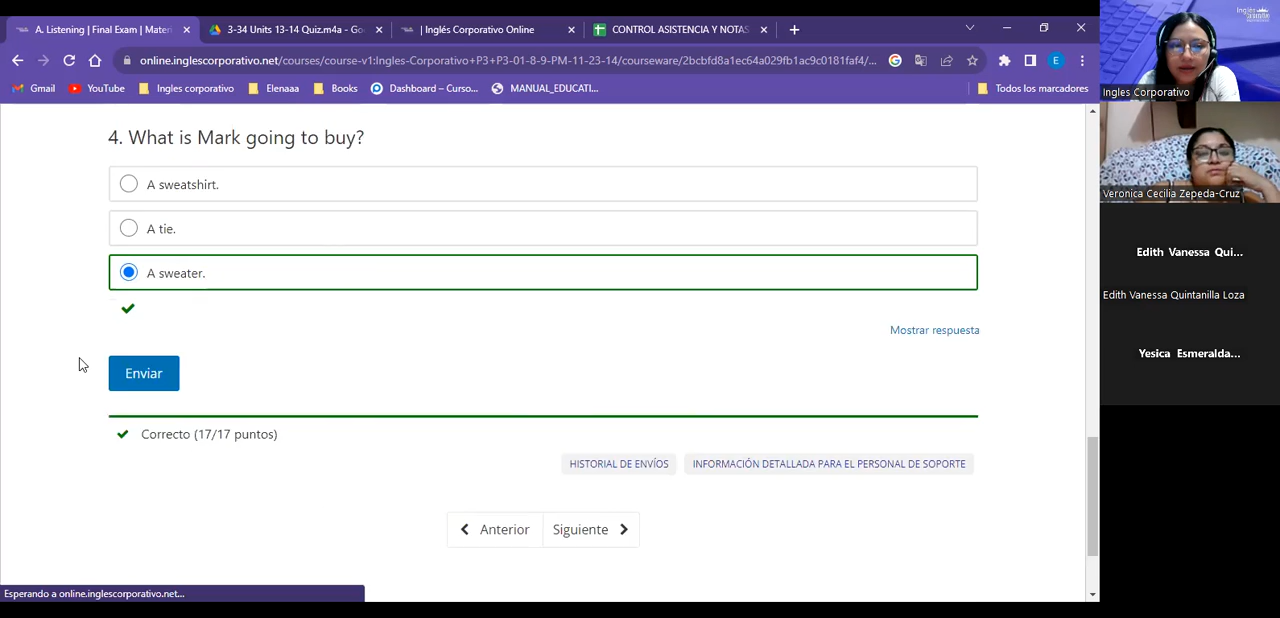 A. Listening | Final Exam | Materi
3-34 Units 13-14 Quiz.m4a - Go
| Inglés Corporativo Online
CONTROL ASISTENCIA Y NOTAS
online.inglescorporativo.net/courses/course-v1:Ingles-Corporativo+P3+P3-01-8-9-PM-11-23-14/courseware/2bcbfd8a1ec64a029fb1ac9c0181faf4/...
E
Gmail
YouTube
Ingles corporativo
Elenaaa
Books
Dashboard – Curso...
MANUAL_EDUCATI...
Todos los marcadores
4. What is Mark going to buy?
A sweatshirt.
A tie.
A sweater.
Mostrar respuesta
Enviar
Correcto (17/17 puntos)
HISTORIAL DE ENVÍOS
INFORMACIÓN DETALLADA PARA EL PERSONAL DE SOPORTE
Anterior
Siguiente
Esperando a online.inglescorporativo.net...
Inglés
Ingles Corporativo
Veronica Cecilia Zepeda-Cruz
Edith Vanessa Qui...
Edith Vanessa Quintanilla Loza
Yesica Esmeralda...